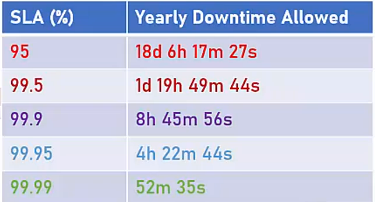 SLA (%) Yearly Downtime Allowed
95 18d 6h 17m 27s
99.5 1d 19h 49m 44s
99.9 8h 45m 56s
99.95 4h 22m 44s
99.99 52m 35s